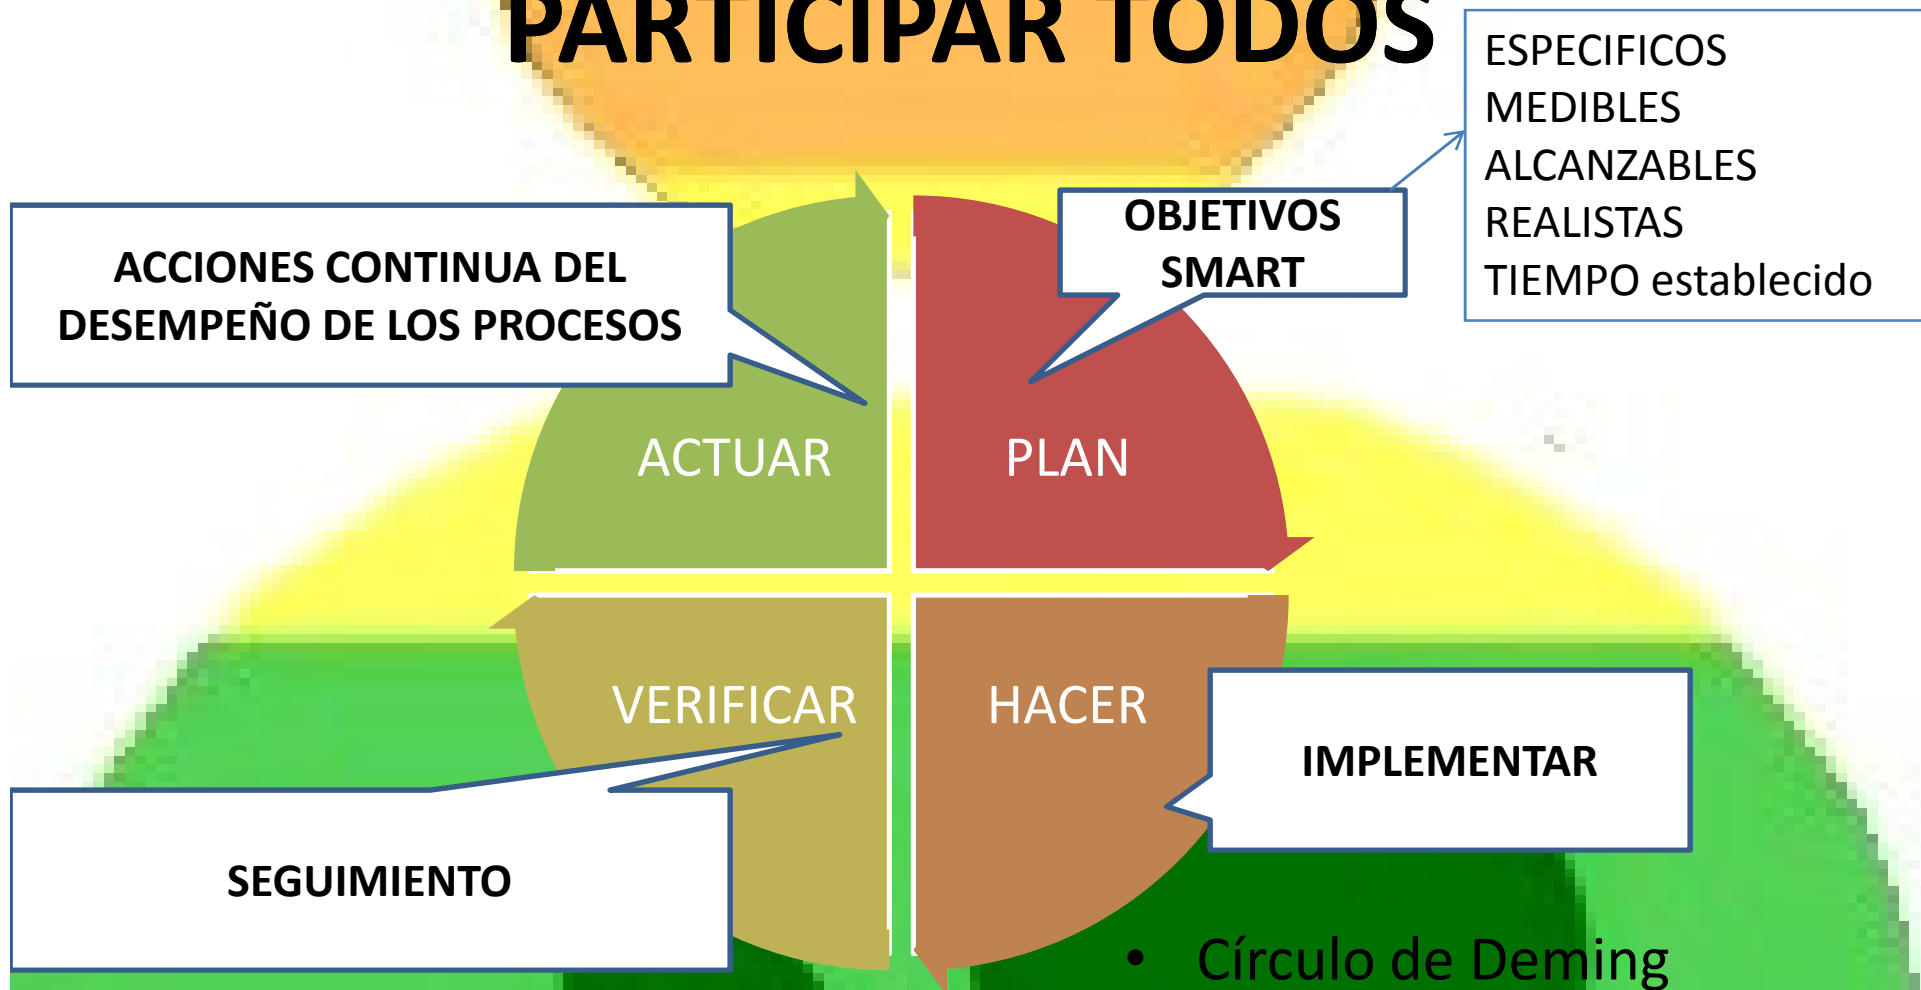 PARTICIPAR TODOS
ESPECIFICOS
MEDIBLES
ALCANZABLES
REALISTAS
TIEMPO establecido
OBJETIVOS
SMART
ACCIONES CONTINUA DEL
DESEMPEÑO DE LOS PROCESOS
ACTUAR
PLAN
VERIFICAR
HACER
IMPLEMENTAR
SEGUIMIENTO
• Círculo de Deming